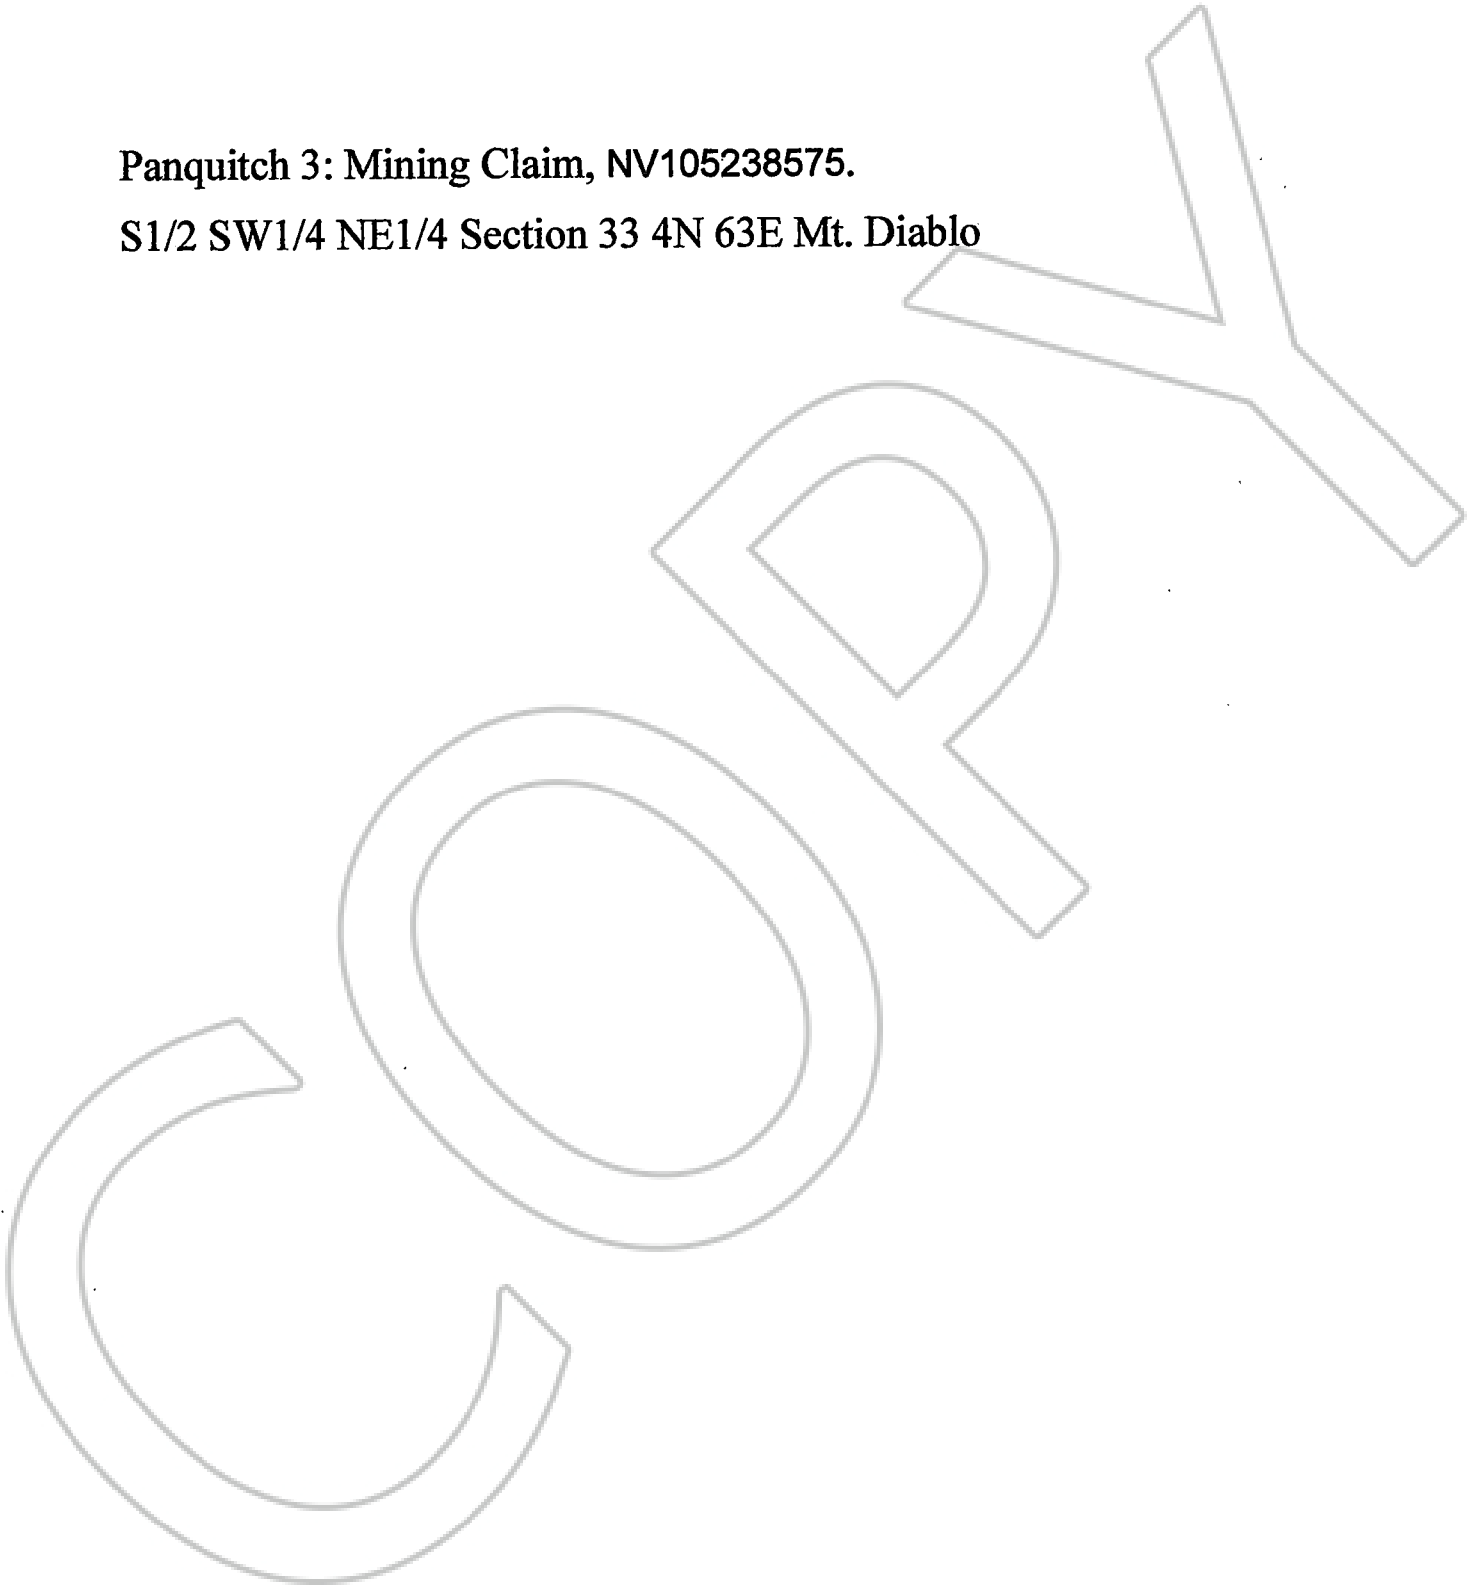 Panquitch 3: Mining Claim, NV105238575.
S1/2 SW1/4 NE1/4 Section 33 4N 63E Mt. Diablo
COPY